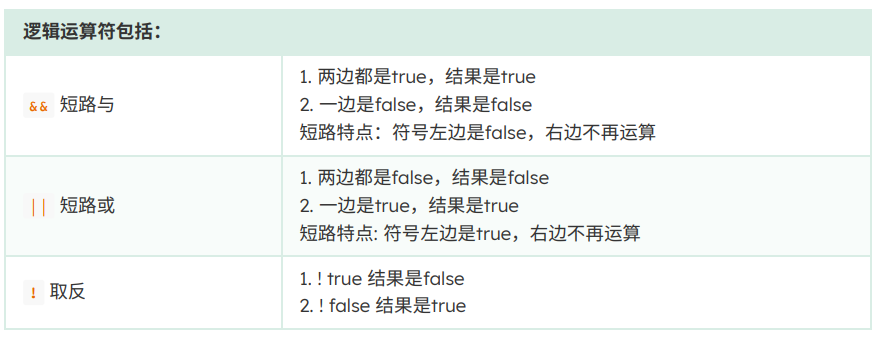 逻辑运算符包括：
&& 短路与
1. 两边都是true，结果是true
2. 一边是false，结果是false
短路特点：符号左边是false，右边不再运算
|| 短路或
1. 两边都是false，结果是false
2. 一边是true，结果是true
短路特点: 符号左边是true，右边不再运算
! 取反
1. ! true 结果是false
2. ! false 结果是true